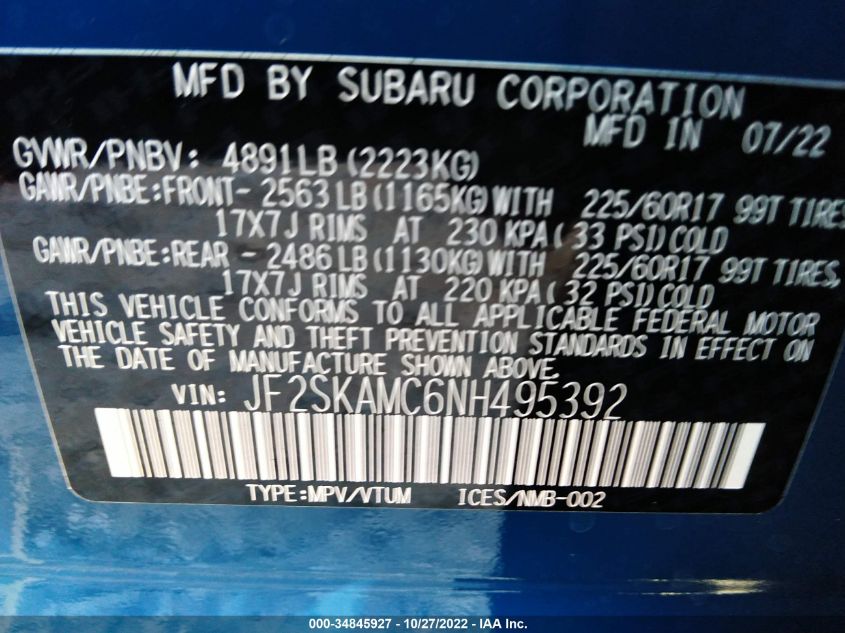 MFD BY SUBARU CORPORATION
MFD IN 07/22
GVWR/PNBV: 4891LB (2223KG)
GAWR/PNBE:FRONT- 2563 LB (1165KG) WITH 225/60R17 99T TIRES
17X7J RIMS AT 230 KPA ( 33 PSI) COLD
GAWR/PNBE:REAR - 2486 LB (1130KG) WITH 225/60R17 99T TIRES,
17X7J RIMS AT 220 KPA ( 32 PSI) COLD
THIS VEHICLE CONFORMS TO ALL APPLICABLE FEDERAL MOTOR
VEHICLE SAFETY AND THEFT PREVENTION STANDARDS IN EFFECT ON
THE DATE OF MANUFACTURE SHOWN ABOVE.
VIN: JF2SKAMC6NH495392
TYPE:MPV/VTUM ICES/NMB-002
000-34845927 - 10/27/2022 - IAA Inc.